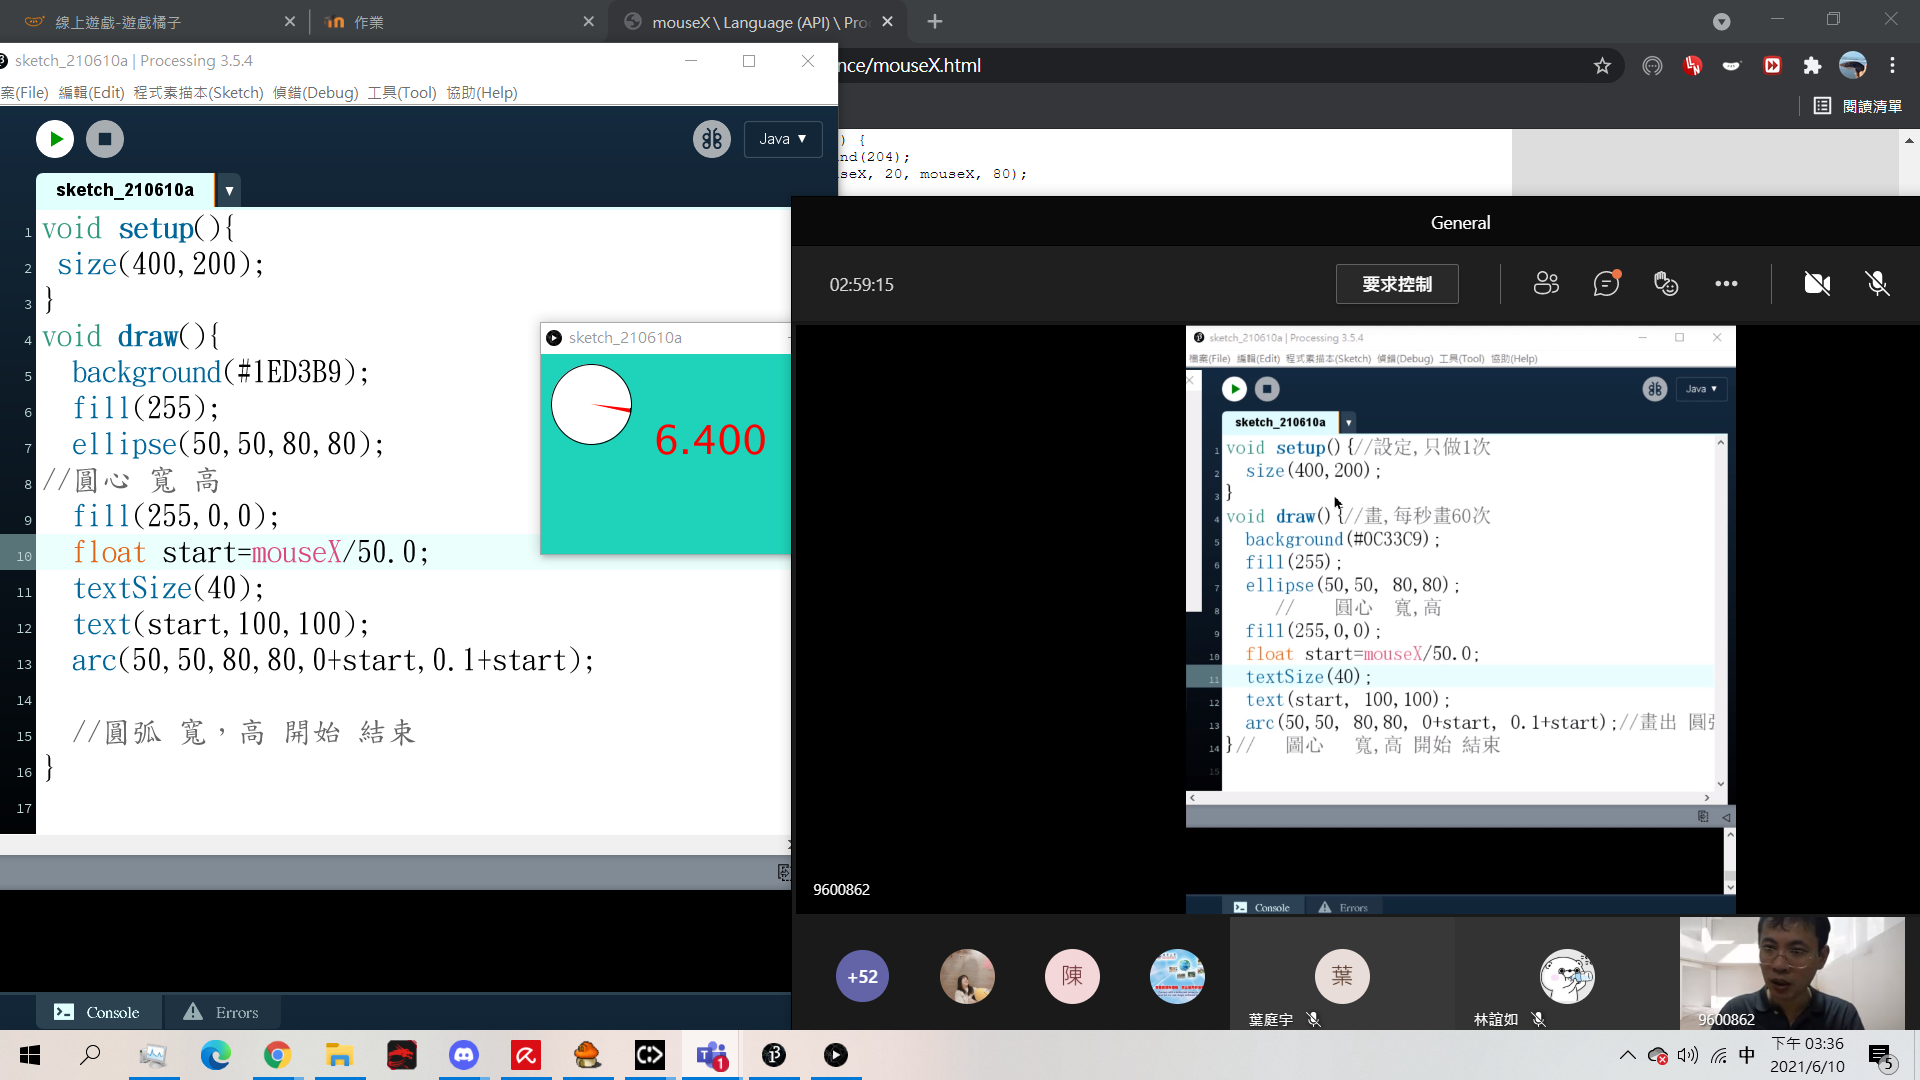 線上遊戲-遊戲橘子
作業
mouseX \ Language (API) \ Pro
sketch_210610a | Processing 3.5.4
nce/mouseX.html
案(File) 編輯(Edit) 程式素描本(Sketch) 偵錯(Debug) 工具(Tool) 協助(Help)
閱讀清單
Java ▼
) {
nd(204);
seX, 20, mouseX, 80);
sketch_210610a
1 void setup(){
2 size(400,200);
3 }
4 void draw(){
5 background(#1ED3B9);
6 fill(255);
7 ellipse(50,50,80,80);
8 //圓心 寬 高
9 fill(255,0,0);
10 float start=mouseX/50.0;
11 textSize(40);
12 text(start,100,100);
13 arc(50,50,80,80,0+start,0.1+start);
14
15 //圓弧 寬，高 開始 結束
16 }
17
Console
Errors
sketch_210610a
6.400
General
02:59:15
要求控制
sketch_210610a | Processing 3.5.4
檔案(File) 編輯(Edit) 程式素描本(Sketch) 偵錯(Debug) 工具(Tool) 協助(Help)
Java ▼
sketch_210610a
1 void setup(){//設定,只做1次
2 size(400,200);
3 }
4 void draw(){//畫,每秒畫60次
5 background(#0C33C9);
6 fill(255);
7 ellipse(50,50, 80,80);
8 // 圓心 寬,高
9 fill(255,0,0);
10 float start=mouseX/50.0;
11 textSize(40);
12 text(start, 100,100);
13 arc(50,50, 80,80, 0+start, 0.1+start);//畫出 圓
14 }// 圖心 寬,高 開始 結束
15
Console
Errors
9600862
+52
陳
葉
葉庭宇
林誼如
9600862
1
中
下午 03:36
2021/6/10
5